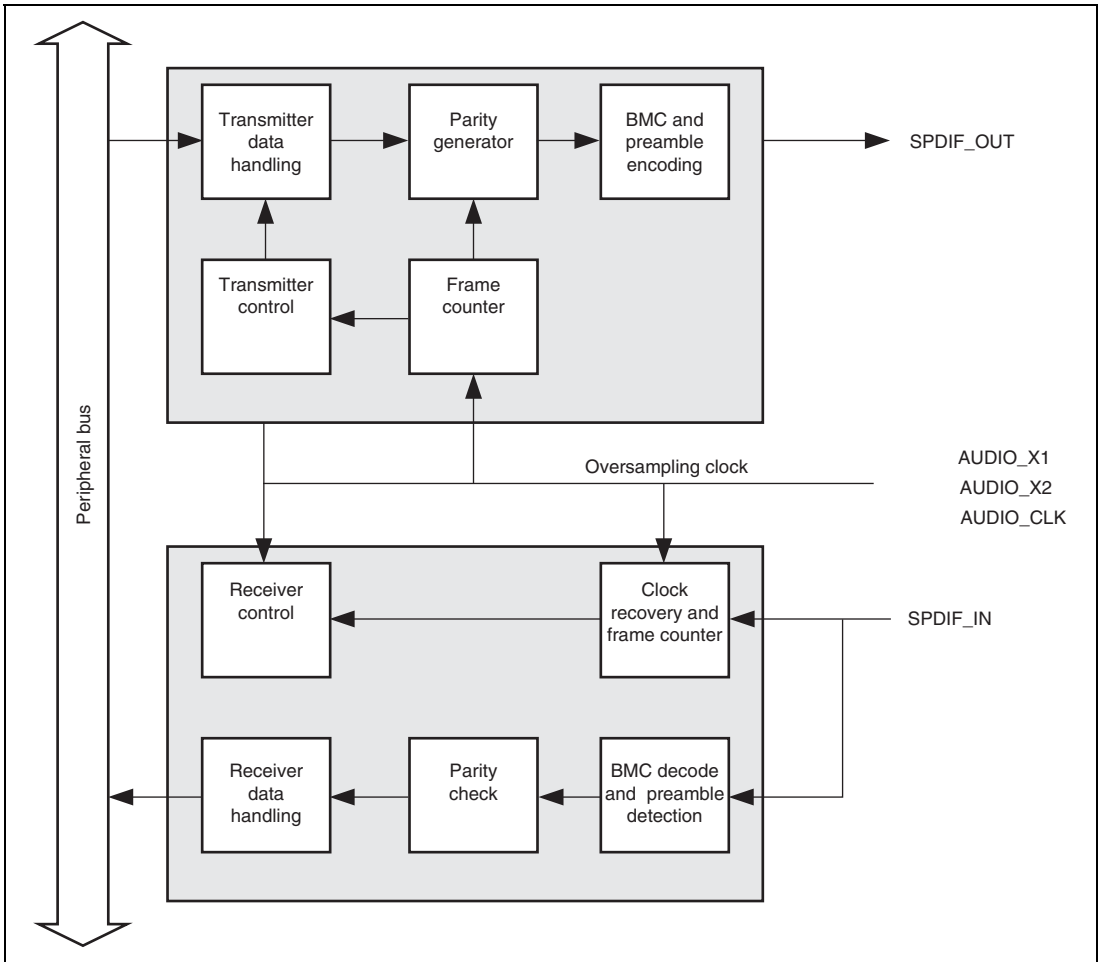 Transmitter
data
handling
Parity
generator
BMC and
preamble
encoding
SPDIF_OUT
Transmitter
control
Frame
counter
Peripheral bus
Oversampling clock
AUDIO_X1
AUDIO_X2
AUDIO_CLK
Receiver
control
Clock
recovery and
frame counter
SPDIF_IN
Receiver
data
handling
Parity
check
BMC decode
and preamble
detection